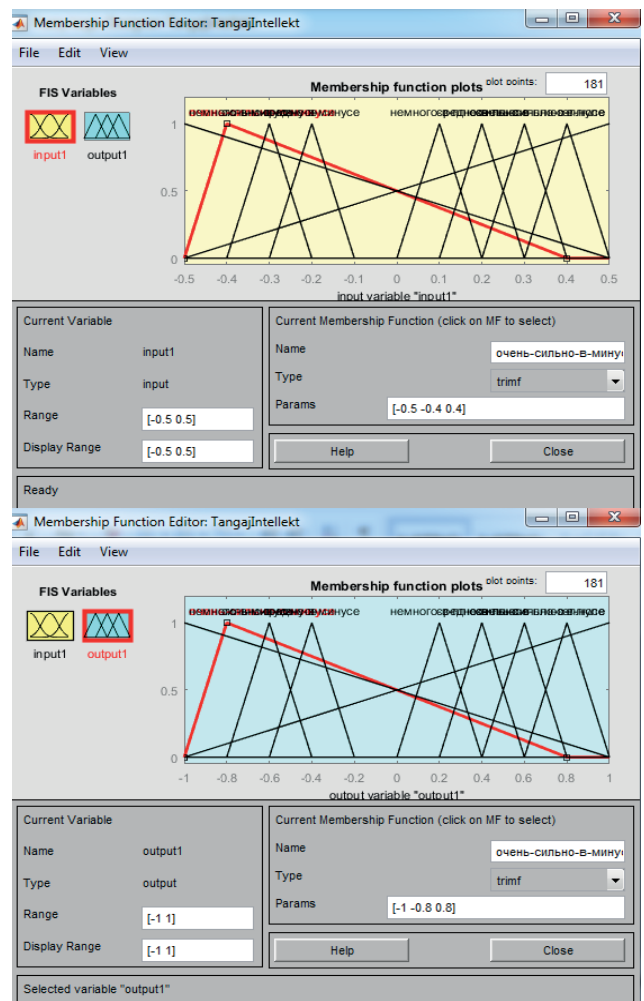 Membership Function Editor: TangajIntellekt
File Edit View
FIS Variables
input1 output1
Membership function plots
plot points: 181
немного
1
0.5
0
-0.5 -0.4 -0.3 -0.2 -0.1 0 0.1 0.2 0.3 0.4 0.5
input variable "input1"
Current Variable
Name input1
Type input
Range [-0.5 0.5]
Display Range [-0.5 0.5]
Current Membership Function (click on MF to select)
Name очень-сильно-в-мину
Type trimf
Params [-0.5 -0.4 0.4]
Help Close
Ready
Membership Function Editor: TangajIntellekt
File Edit View
FIS Variables
input1 output1
Membership function plots
plot points: 181
немного
1
0.5
0
-1 -0.8 -0.6 -0.4 -0.2 0 0.2 0.4 0.6 0.8 1
output variable "output1"
Current Variable
Name output1
Type output
Range [-1 1]
Display Range [-1 1]
Current Membership Function (click on MF to select)
Name очень-сильно-в-мину
Type trimf
Params [-1 -0.8 0.8]
Help Close
Selected variable "output1"